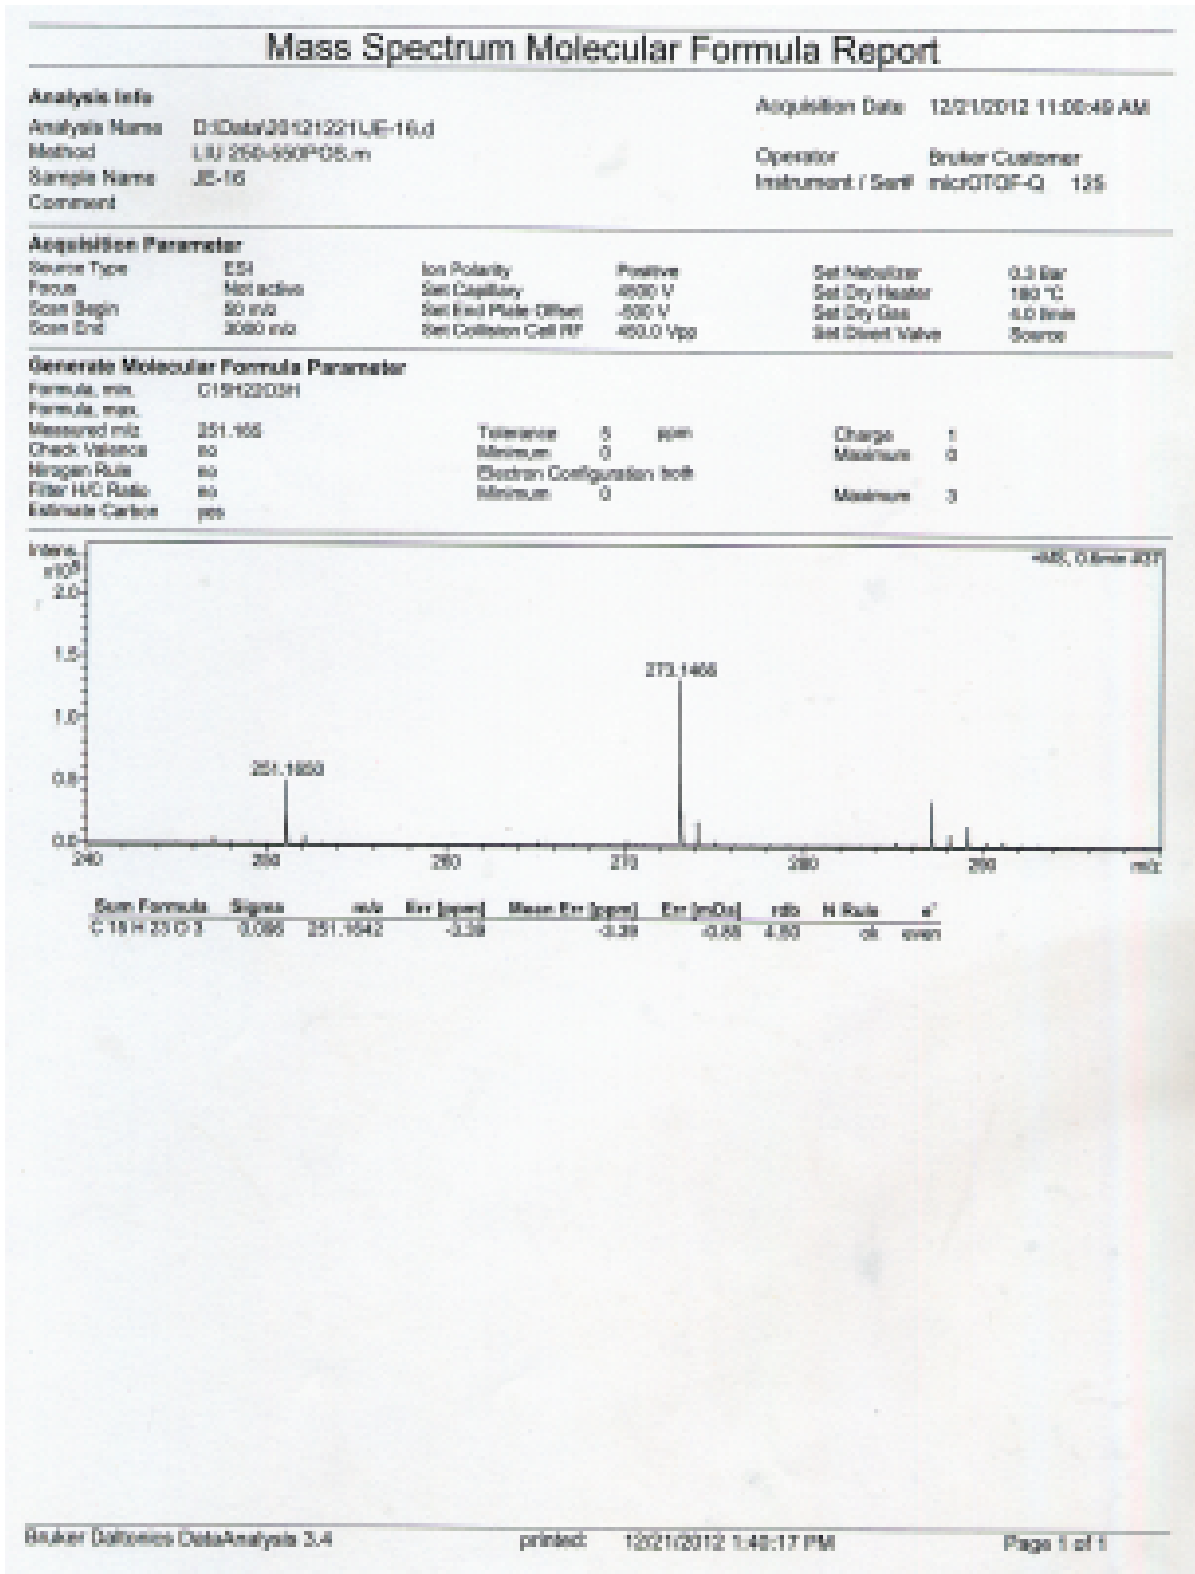 Mass Spectrum Molecular Formula Report
Analysis Info
Acquisition Date 12/21/2012 11:00:49 AM
Analysis Name D:\Data\20121221\JE-16.d
Method LIU 250-550POS.m
Operator Bruker Customer
Sample Name JE-16
Instrument / Ser# micrOTOF-Q 125
Comment
Acquisition Parameter
Source Type ESI Ion Polarity Positive Set Nebulizer 0.3 Bar
Focus Not active Set Capillary 4500 V Set Dry Heater 180 °C
Scan Begin 50 m/z Set End Plate Offset -500 V Set Dry Gas 4.0 l/min
Scan End 3000 m/z Set Collision Cell RF 450.0 Vpp Set Divert Valve Source
Generate Molecular Formula Parameter
Formula, min. C15H22O3H
Formula, max.
Measured m/z 251.165 Tolerance 5 ppm Charge 1
Check Valence no Minimum 0 Maximum 0
Nitrogen Rule no Electron Configuration both
Filter H/C Ratio no Minimum 0 Maximum 3
Estimate Carbon yes
Intens.
2.0
1.5
1.0
0.5
0.0
+MS, 0.6min #37
273.1466
251.1650
240 250 260 270 280 290 m/z
Sum Formula Sigma m/z Err [ppm] Mean Err [ppm] Err [mDa] rdb N Rule e⁻
C 15 H 23 O 3 251.1642 -3.39 -3.39 4.50 ok even
Bruker Daltonics DataAnalysis 3.4 printed: 12/21/2012 1:40:17 PM Page 1 of 1